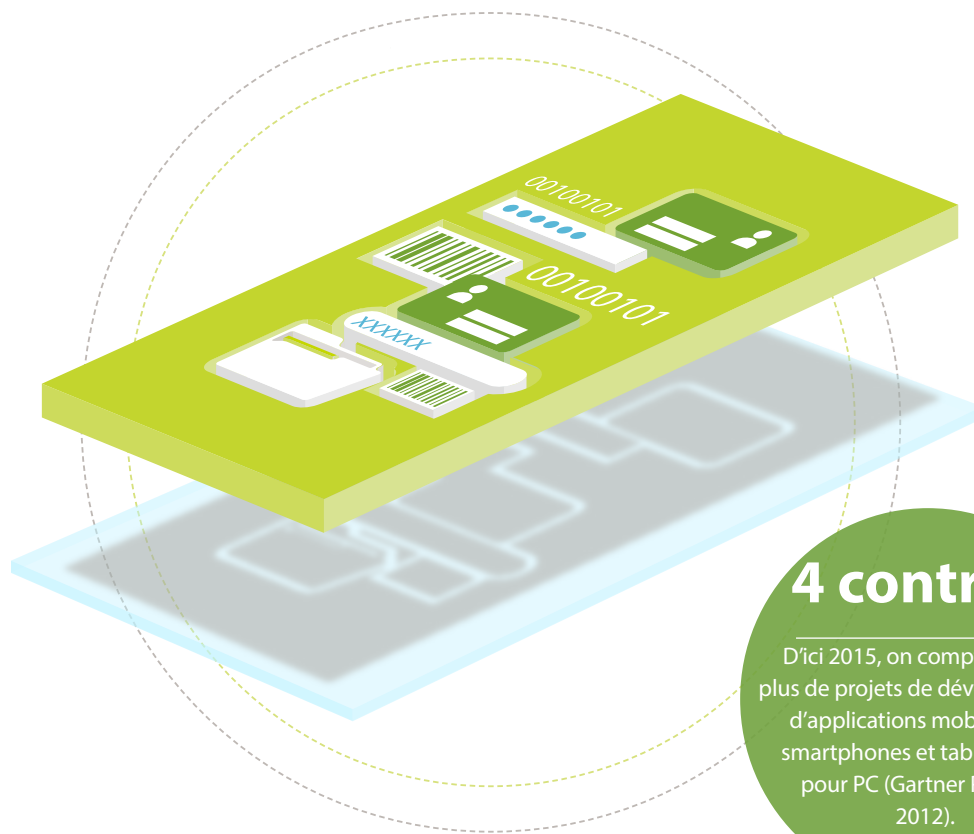 00100101
00100101
XXXXXX
4 contr
D'ici 2015, on comp
plus de projets de dév
d'applications mob
smartphones et tab
pour PC (Gartner
2012).